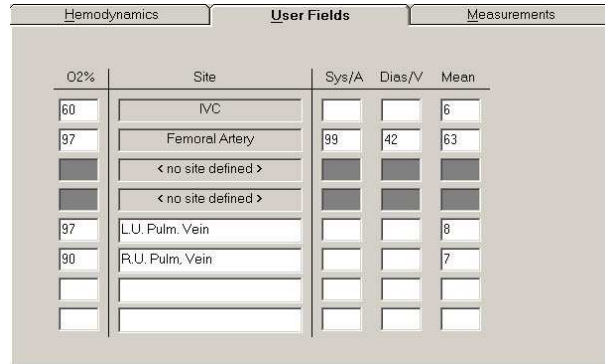 Hemodynamics User Fields Measurements
O2% Site Sys/A Dias/V Mean
60 IVC 6
97 Femoral Artery 99 42 63
< no site defined >
< no site defined >
97 L.U. Pulm. Vein 8
90 R.U. Pulm, Vein 7